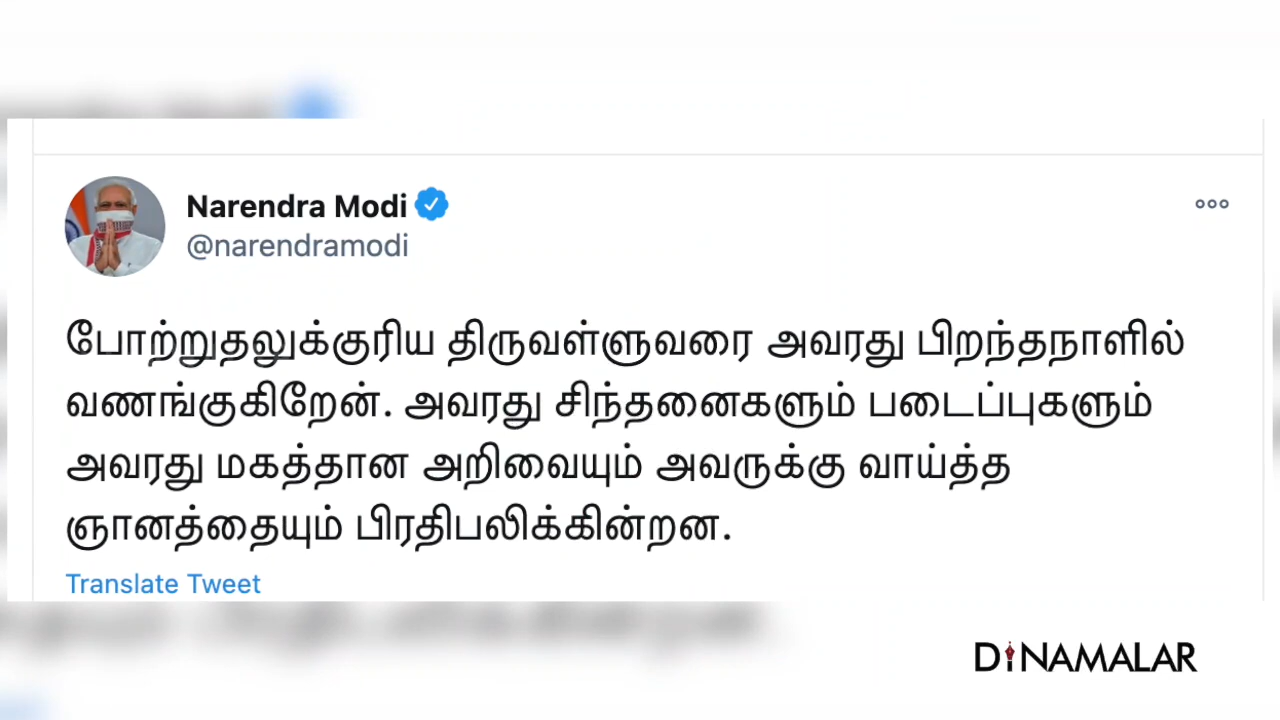 Narendra Modi
@narendramodi
போற்றுதலுக்குரிய திருவள்ளுவரை அவரது பிறந்தநாளில்
வணங்குகிறேன். அவரது சிந்தனைகளும் படைப்புகளும்
அவரது மகத்தான அறிவையும் அவருக்கு வாய்த்த
ஞானத்தையும் பிரதிபலிக்கின்றன.
Translate Tweet
DINAMALAR